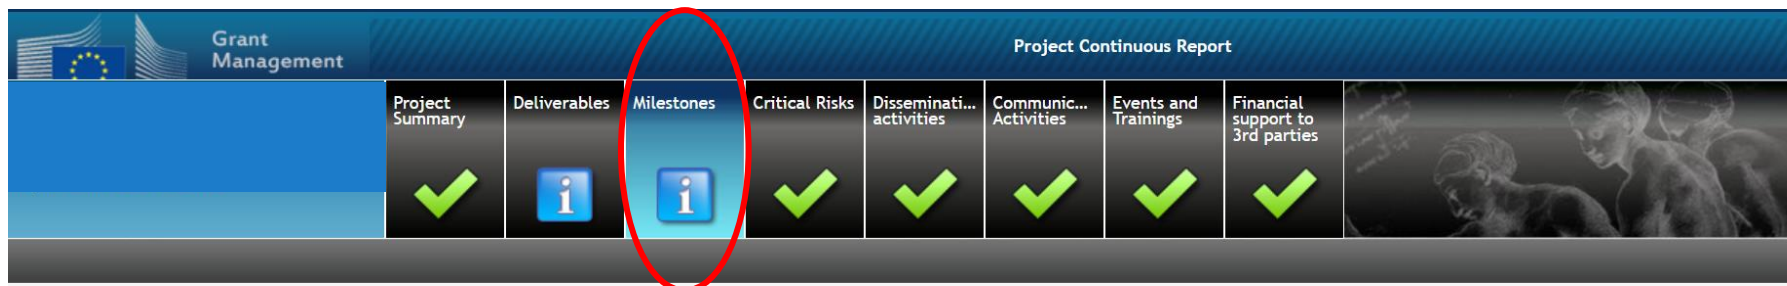 Grant
Management
Project Continuous Report
Project
Summary
Deliverables
Milestones
Critical Risks
Disseminati...
activities
Communic...
Activities
Events and
Trainings
Financial
support to
3rd parties
i
i